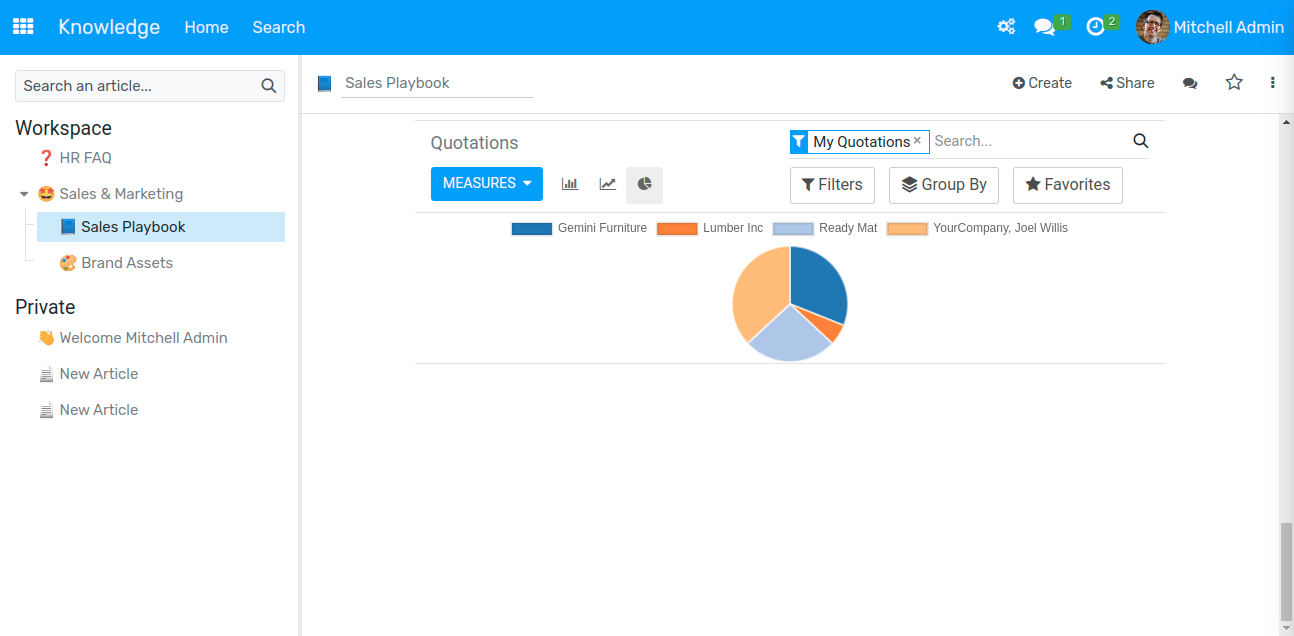 Knowledge Home Search 1 2 Mitchell Admin
Search an article...
Workspace
HR FAQ
Sales & Marketing
Sales Playbook
Brand Assets
Private
Welcome Mitchell Admin
New Article
New Article
Sales Playbook Create Share
Quotations My Quotations × Search...
MEASURES Filters Group By Favorites
Gemini Furniture Lumber Inc Ready Mat YourCompany, Joel Willis